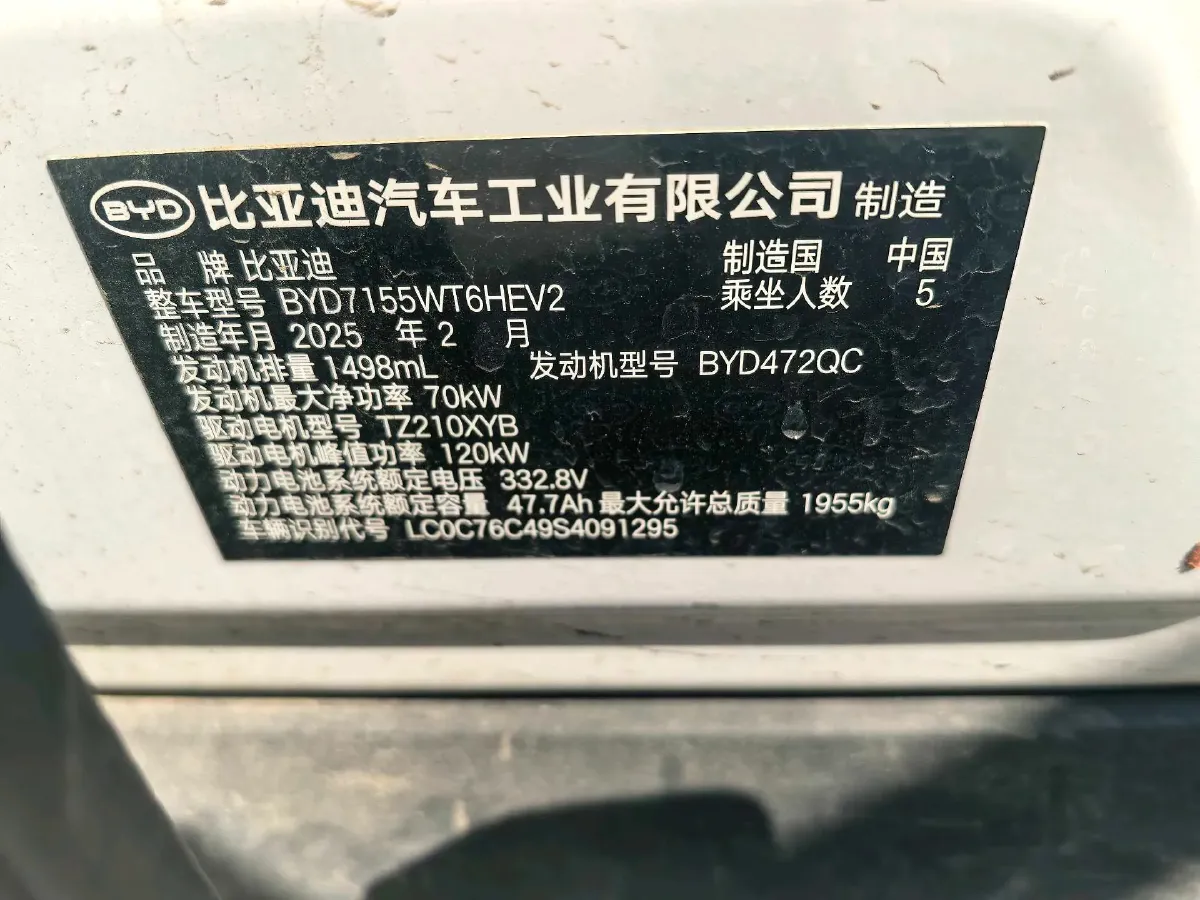 BYD 比亚迪汽车工业有限公司 制造
品 牌 比亚迪 制造国 中国
整车型号 BYD7155WT6HEV2 乘坐人数 5
制造年月 2025 年 2 月
发动机排量 1498mL 发动机型号 BYD472QC
发动机最大净功率 70kW
驱动电机型号 TZ210XYB
驱动电机峰值功率 120kW
动力电池系统额定电压 332.8V
动力电池系统额定容量 47.7Ah 最大允许总质量 1955kg
车辆识别代号 LC0C76C49S4091295